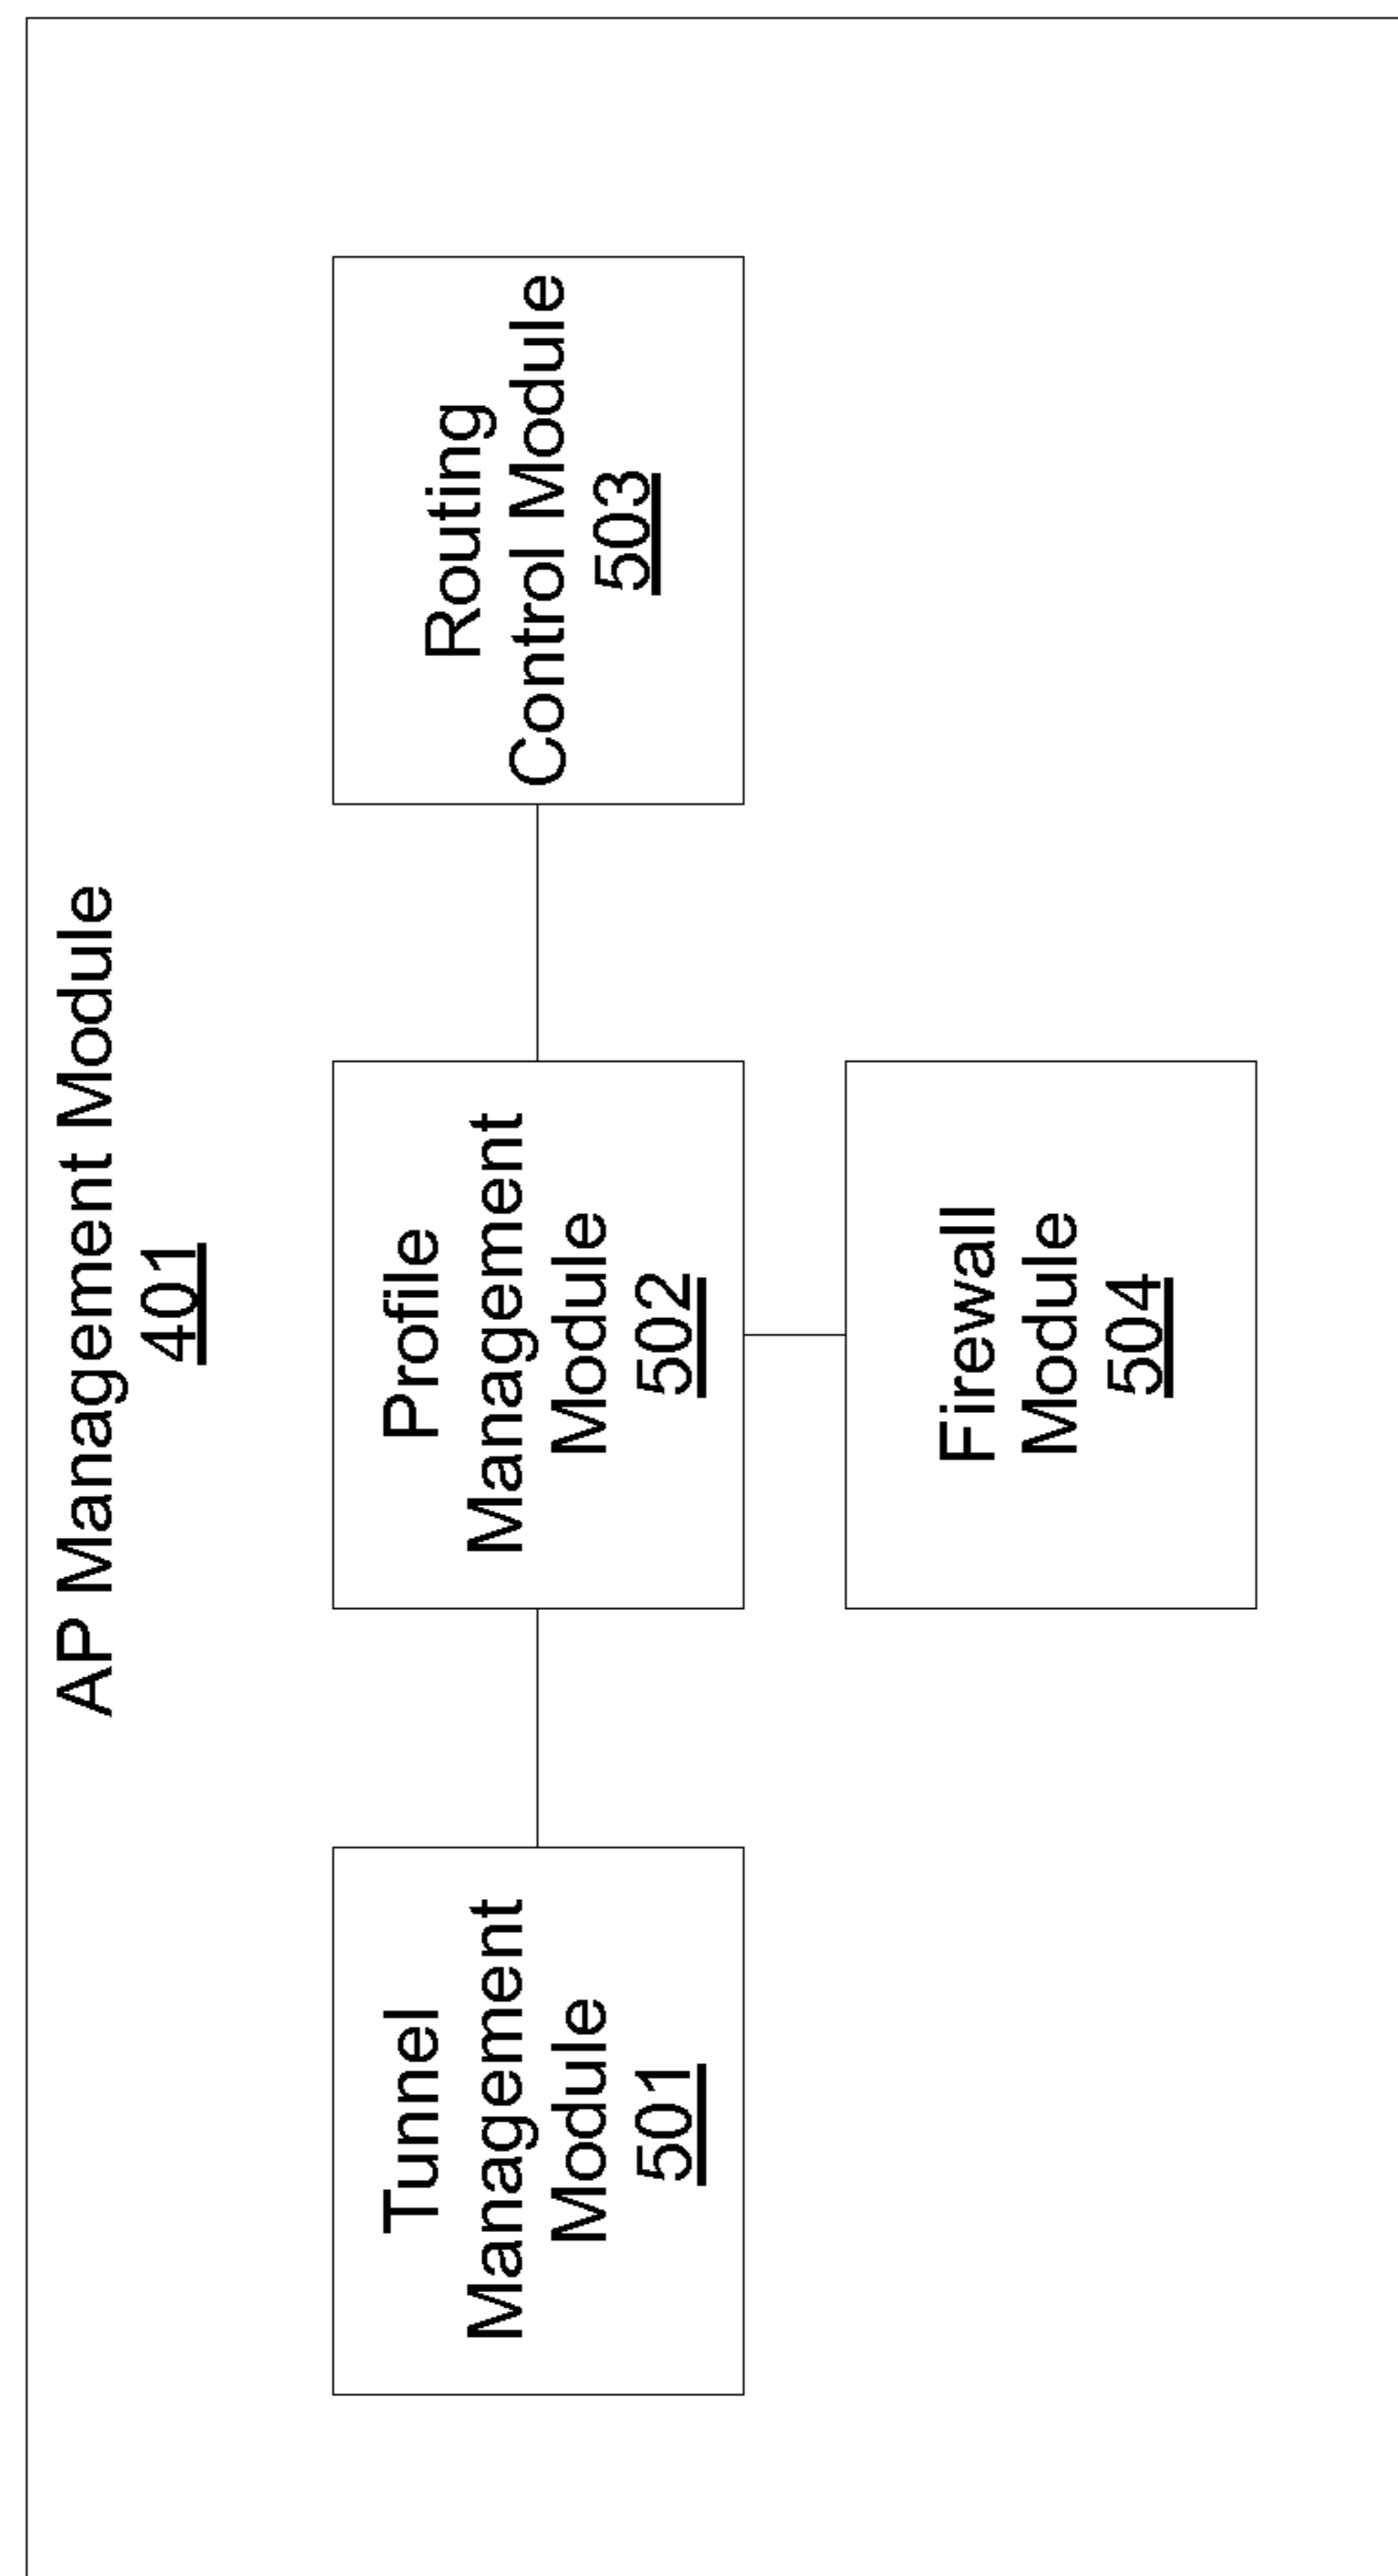 AP Management Module
401
Tunnel
Management
Module
501
Profile
Management
Module
502
Routing
Control Module
503
Firewall
Module
504